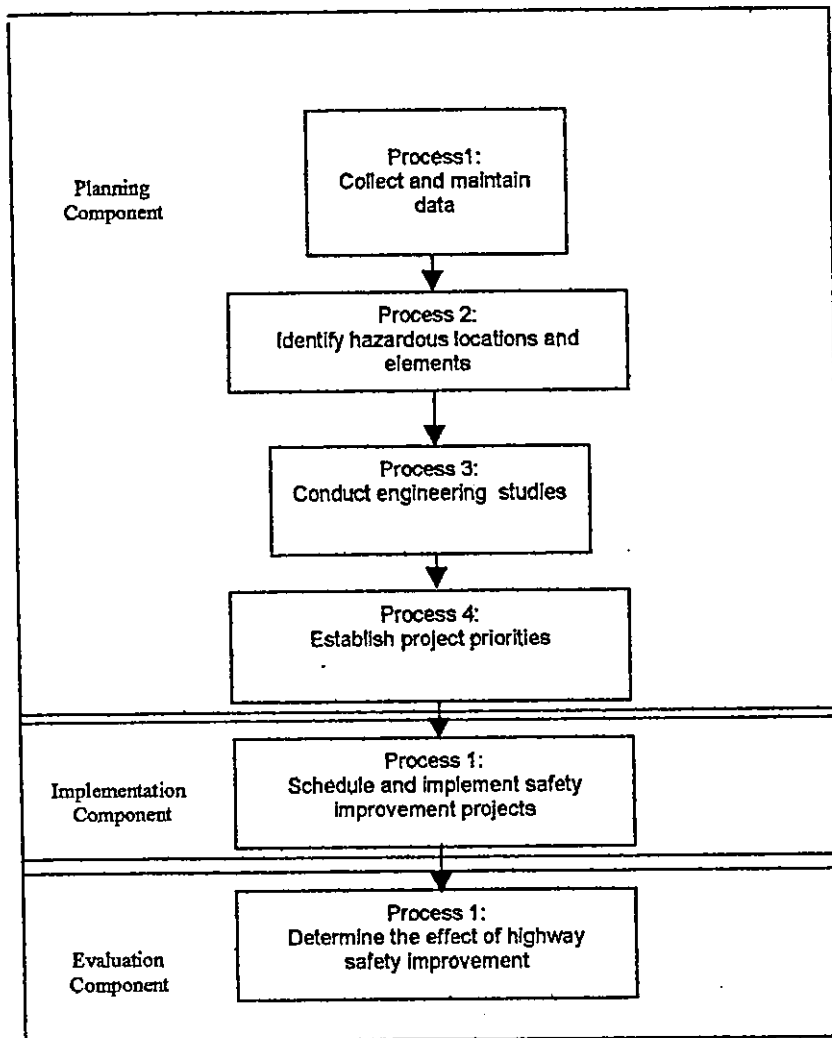 Process1:
Collect and maintain
data
Planning
Component
Process 2:
Identify hazardous locations and
elements
Process 3:
Conduct engineering studies
Process 4:
Establish project priorities
Process 1:
Schedule and implement safety
improvement projects
Implementation
Component
Process 1:
Determine the effect of highway
safety improvement
Evaluation
Component